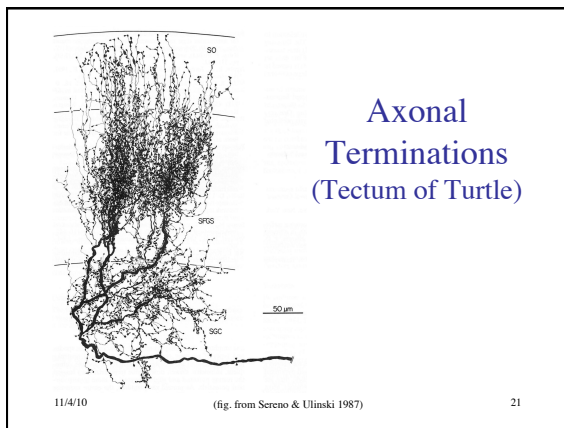 SO
SFGS
50 µm
SGC
Axonal
Terminations
(Tectum of Turtle)
11/4/10
(fig. from Sereno & Ulinski 1987)
21